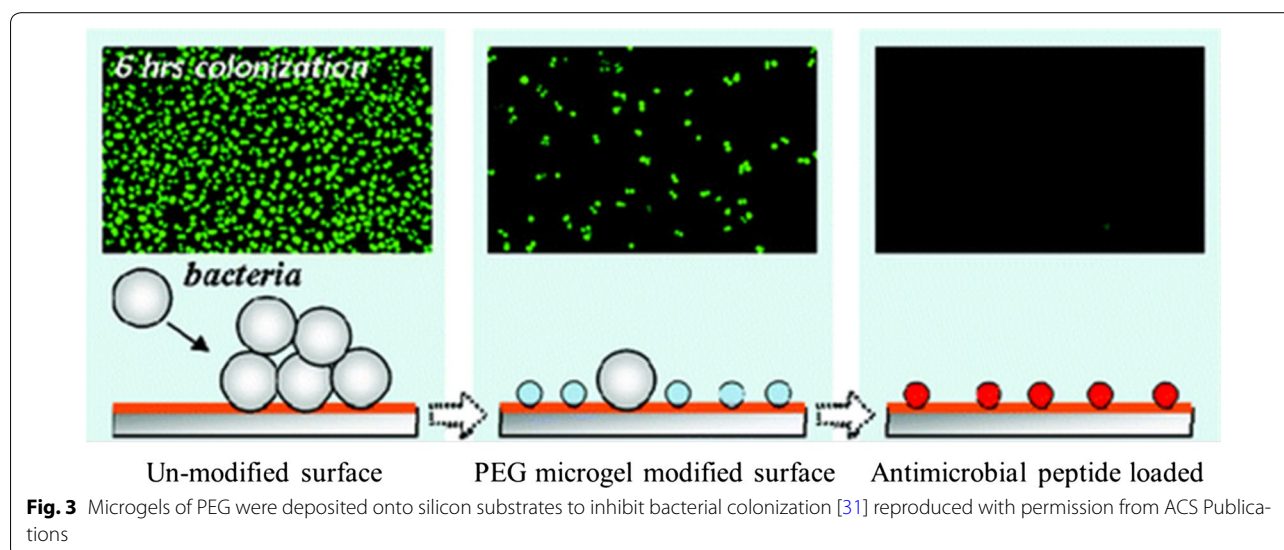 6 hrs colonization
bacteria
Un-modified surface
PEG microgel modified surface
Antimicrobial peptide loaded
Fig. 3 Microgels of PEG were deposited onto silicon substrates to inhibit bacterial colonization [31] reproduced with permission from ACS Publica-
tions